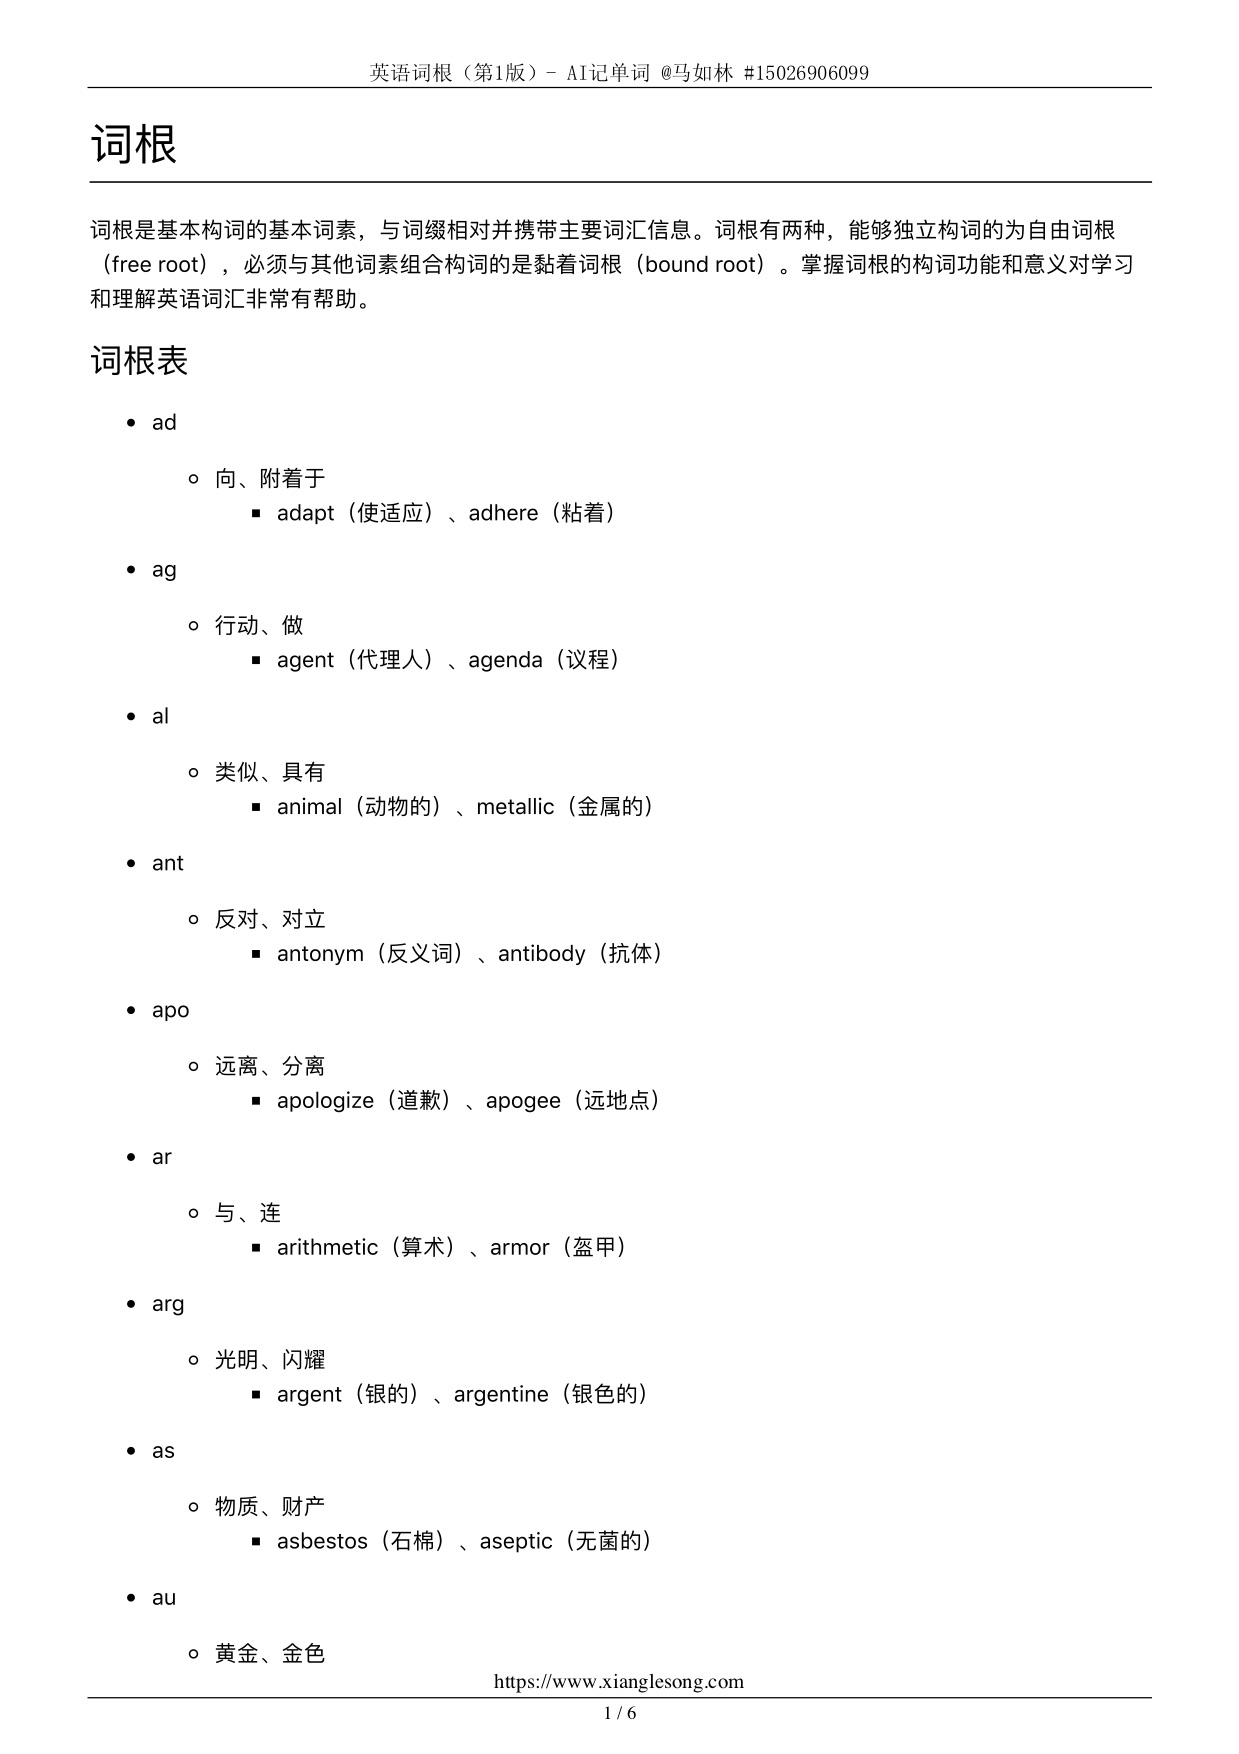 英语词根（第1版）- AI记单词 @马如林 #15026906099
词根
词根是基本构词的基本词素，与词缀相对并携带主要词汇信息。词根有两种，能够独立构词的为自由词根
（free root），必须与其他词素组合构词的是黏着词根（bound root）。掌握词根的构词功能和意义对学习
和理解英语词汇非常有帮助。
词根表
• ad
◦ 向、附着于
▪ adapt（使适应）、adhere（粘着）
• ag
◦ 行动、做
▪ agent（代理人）、agenda（议程）
• al
◦ 类似、具有
▪ animal（动物的）、metallic（金属的）
• ant
◦ 反对、对立
▪ antonym（反义词）、antibody（抗体）
• apo
◦ 远离、分离
▪ apologize（道歉）、apogee（远地点）
• ar
◦ 与、连
▪ arithmetic（算术）、armor（盔甲）
• arg
◦ 光明、闪耀
▪ argent（银的）、argentine（银色的）
• as
◦ 物质、财产
▪ asbestos（石棉）、aseptic（无菌的）
• au
◦ 黄金、金色
https://www.xianglesong.com
1 / 6